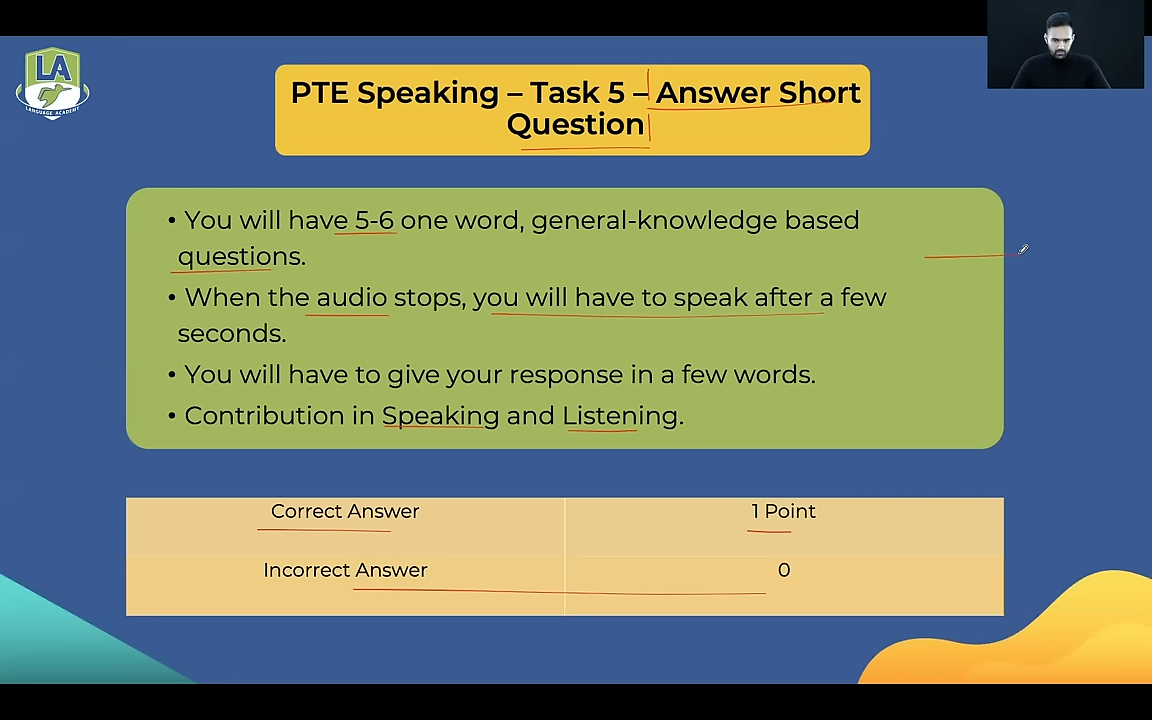 LA
LANGUAGE ACADEMY
PTE Speaking – Task 5 – Answer Short
Question
• You will have 5-6 one word, general-knowledge based
questions.
• When the audio stops, you will have to speak after a few
seconds.
• You will have to give your response in a few words.
• Contribution in Speaking and Listening.
Correct Answer 1 Point
Incorrect Answer 0